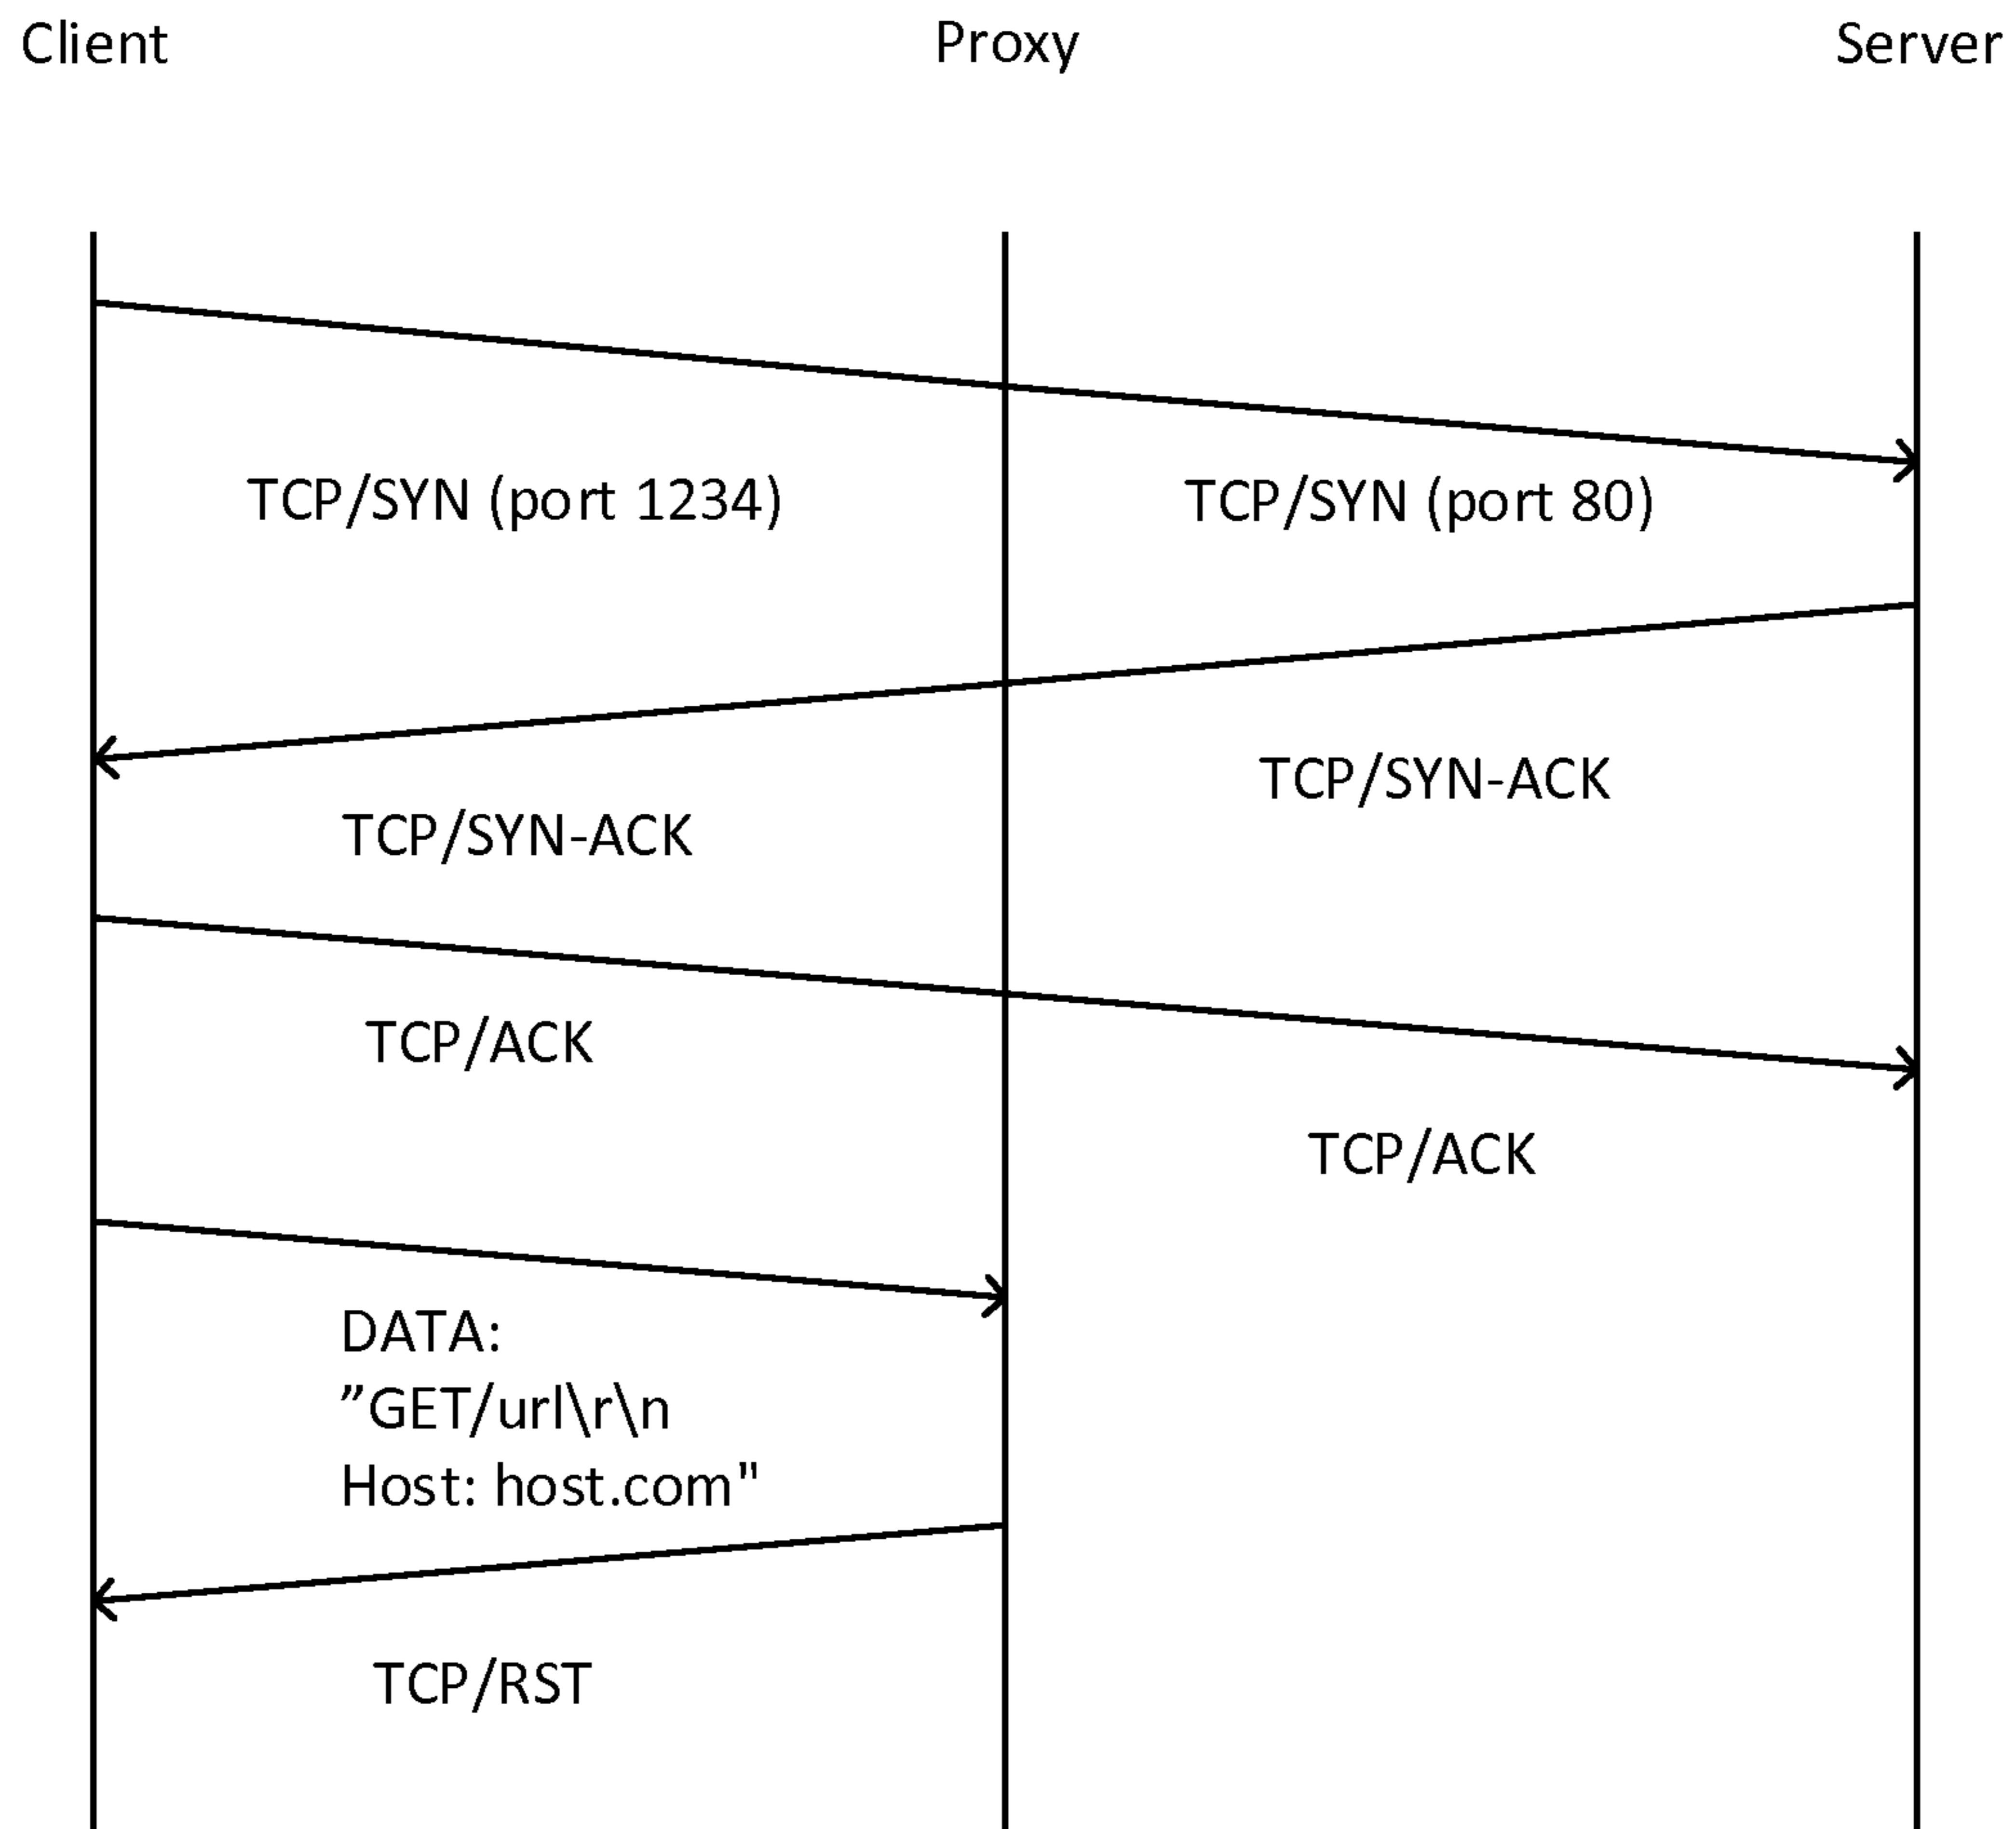 Client
Proxy
Server
TCP/SYN (port 1234)
TCP/SYN (port 80)
TCP/SYN-ACK
TCP/SYN-ACK
TCP/ACK
TCP/ACK
DATA:
”GET/url\r\n
Host: host.com"
TCP/RST